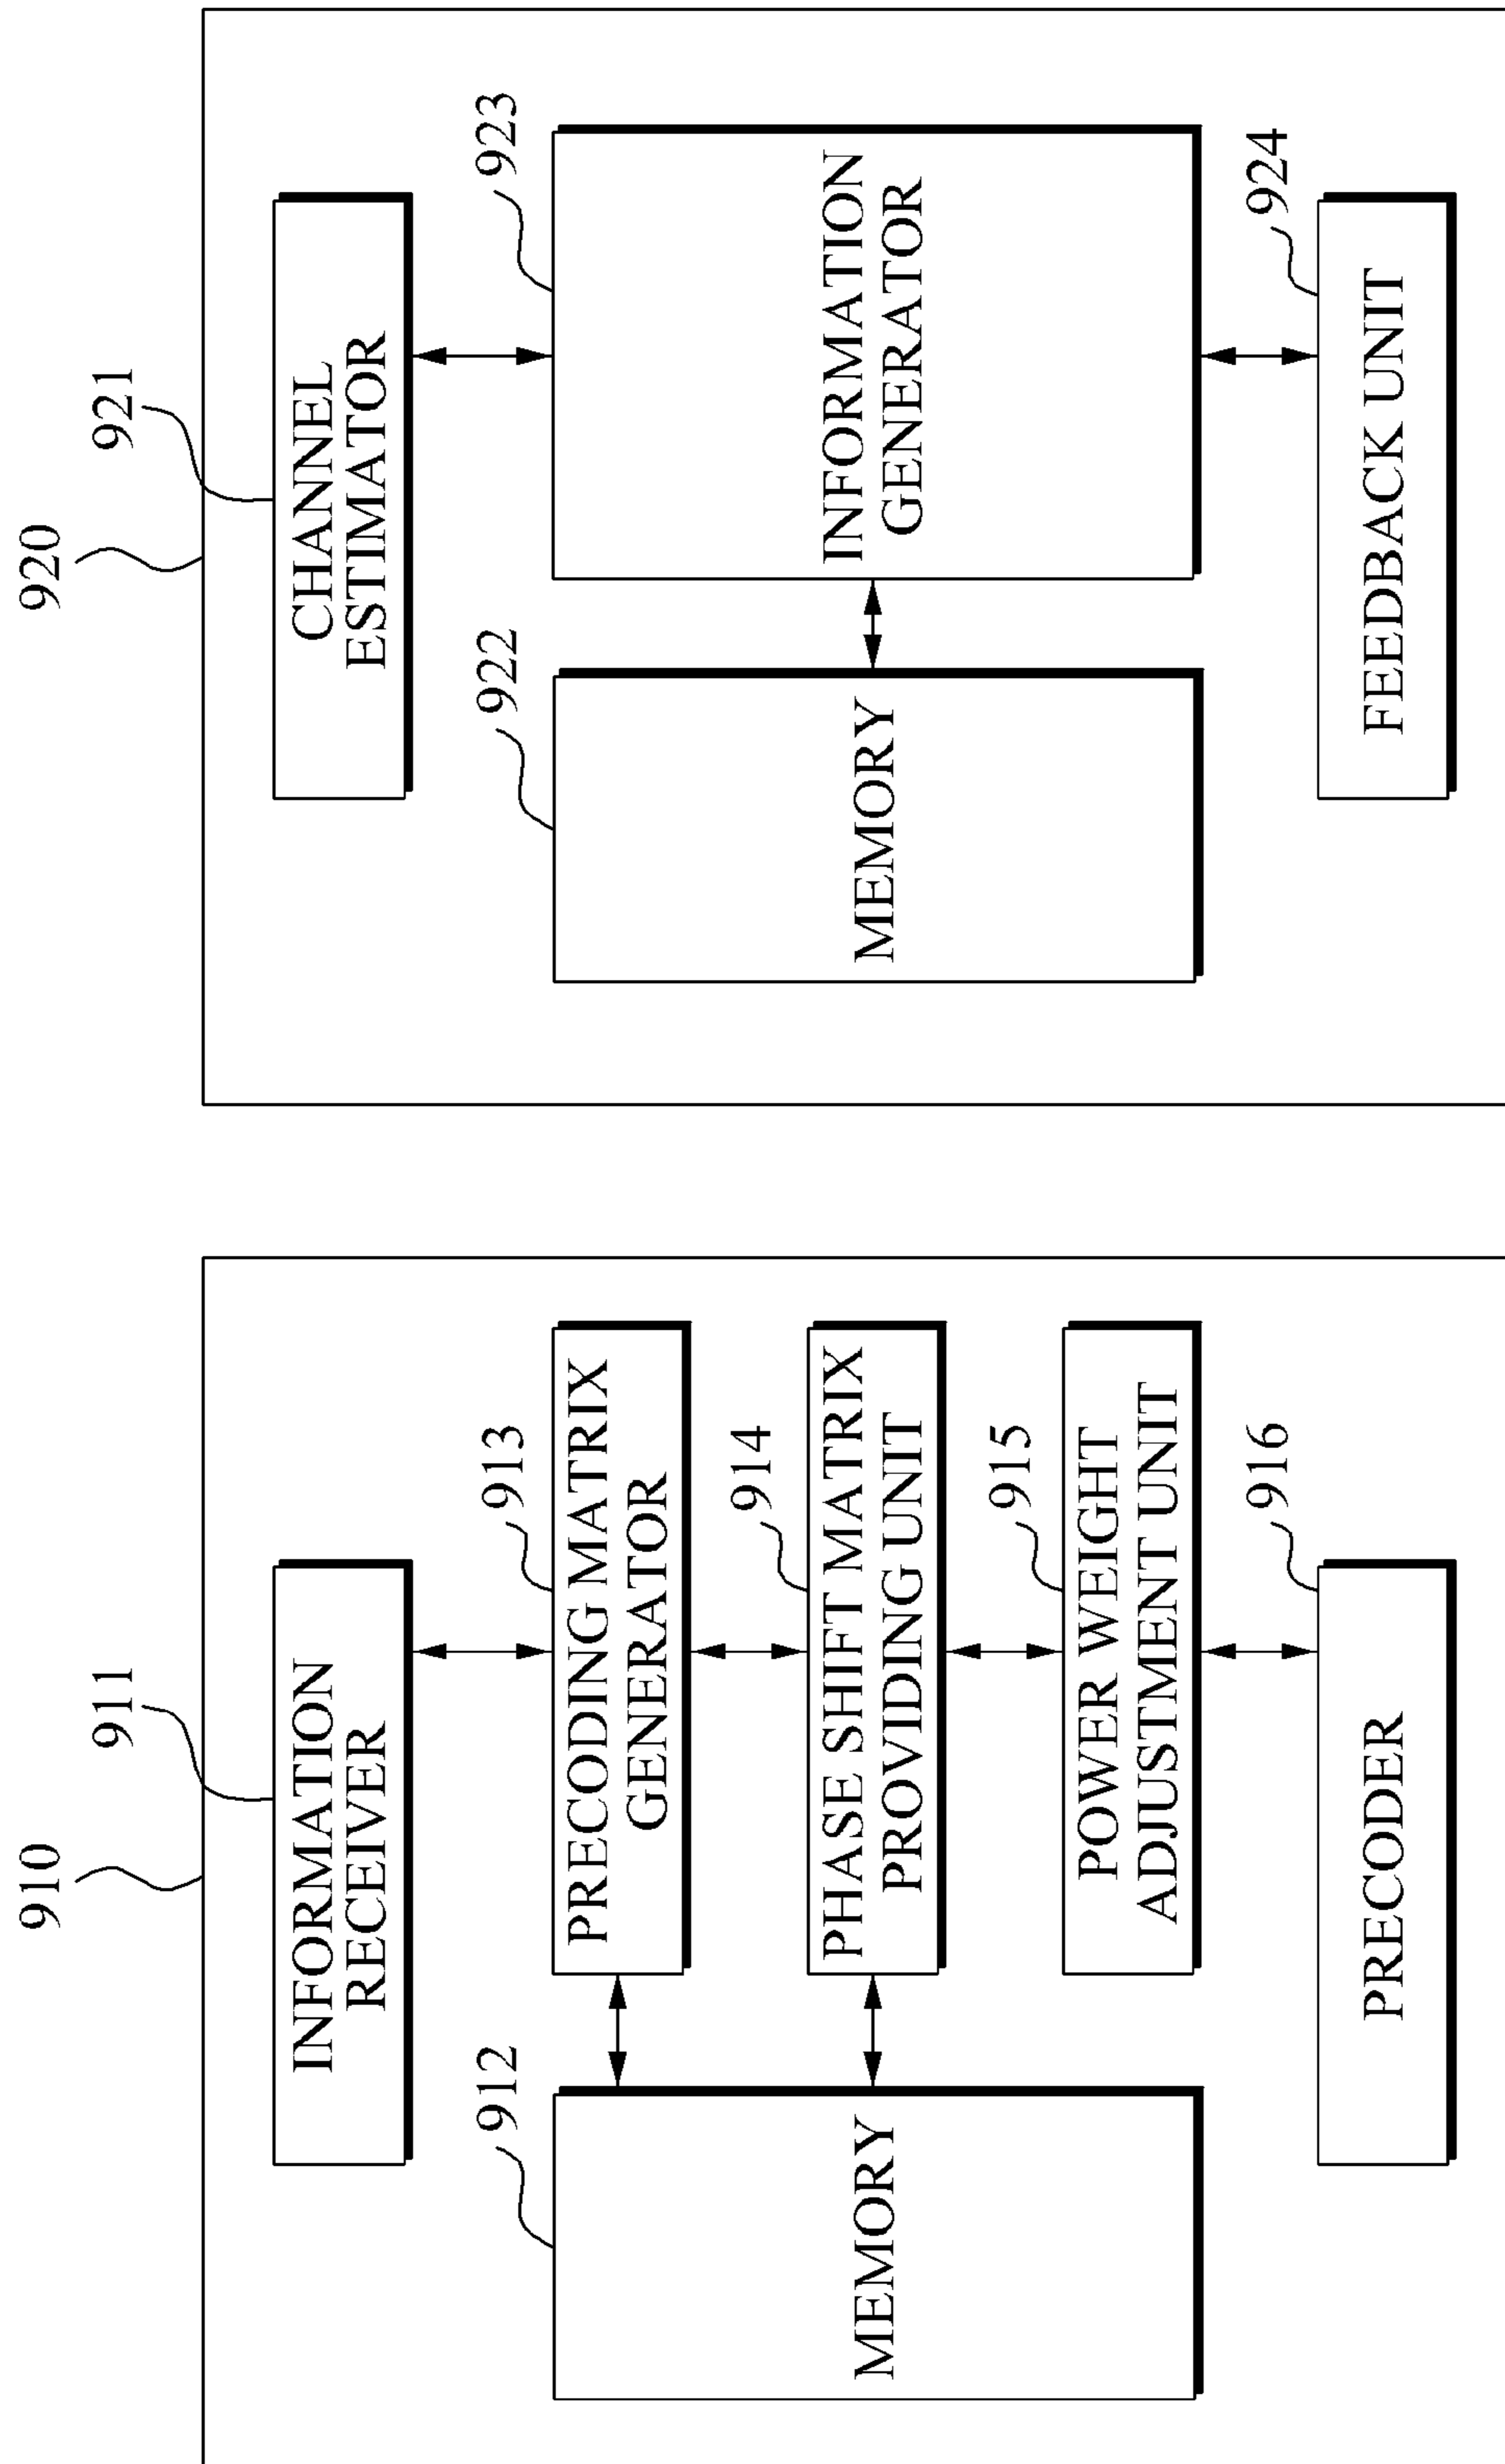 910
911
INFORMATION
RECEIVER
912
MEMORY
913
PRECODING MATRIX
GENERATOR
914
PHASE SHIFT MATRIX
PROVIDING UNIT
915
POWER WEIGHT
ADJUSTMENT UNIT
916
PRECODER
920
921
CHANNEL
ESTIMATOR
922
MEMORY
923
INFORMATION
GENERATOR
924
FEEDBACK UNIT